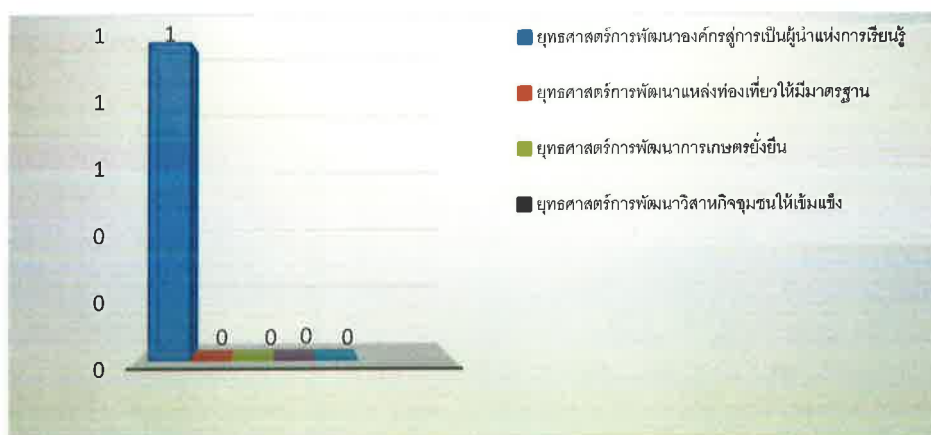 1
1
1
0
0
0
1
0
0
0
0
ยุทธศาสตร์การพัฒนาองค์กรสู่การเป็นผู้นำแห่งการเรียนรู้
ยุทธศาสตร์การพัฒนาแหล่งท่องเที่ยวให้มีมาตรฐาน
ยุทธศาสตร์การพัฒนาการเกษตรยั่งยืน
ยุทธศาสตร์การพัฒนาวิสาหกิจชุมชนให้เข้มแข็ง